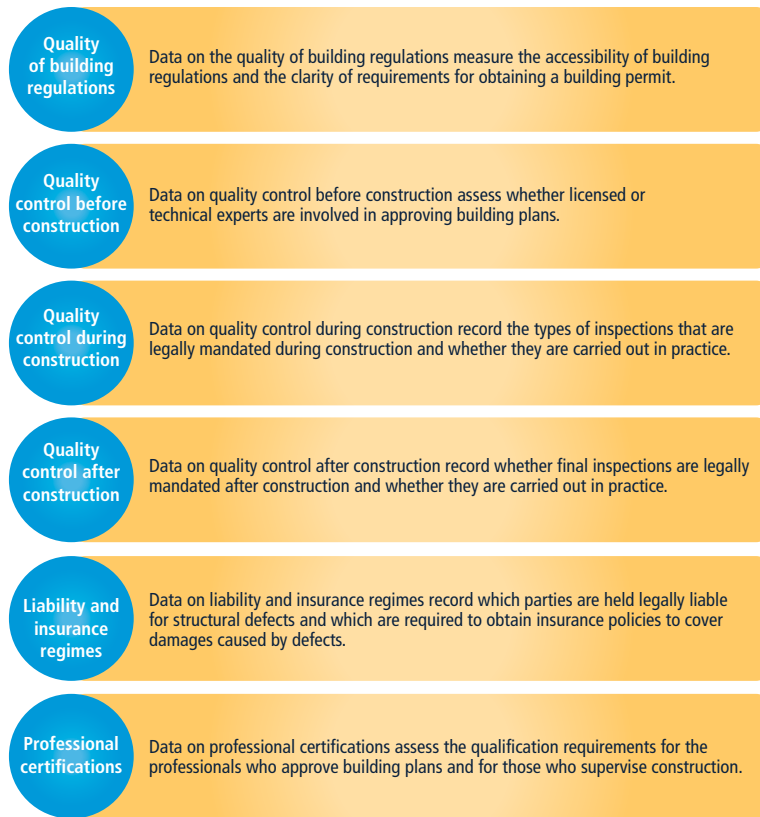 Quality
of building
regulations
Data on the quality of building regulations measure the accessibility of building
regulations and the clarity of requirements for obtaining a building permit.
Quality
control before
construction
Data on quality control before construction assess whether licensed or
technical experts are involved in approving building plans.
Quality
control during
construction
Data on quality control during construction record the types of inspections that are
legally mandated during construction and whether they are carried out in practice.
Quality
control after
construction
Data on quality control after construction record whether final inspections are legally
mandated after construction and whether they are carried out in practice.
Liability and
insurance
regimes
Data on liability and insurance regimes record which parties are held legally liable
for structural defects and which are required to obtain insurance policies to cover
damages caused by defects.
Professional
certifications
Data on professional certifications assess the qualification requirements for the
professionals who approve building plans and for those who supervise construction.